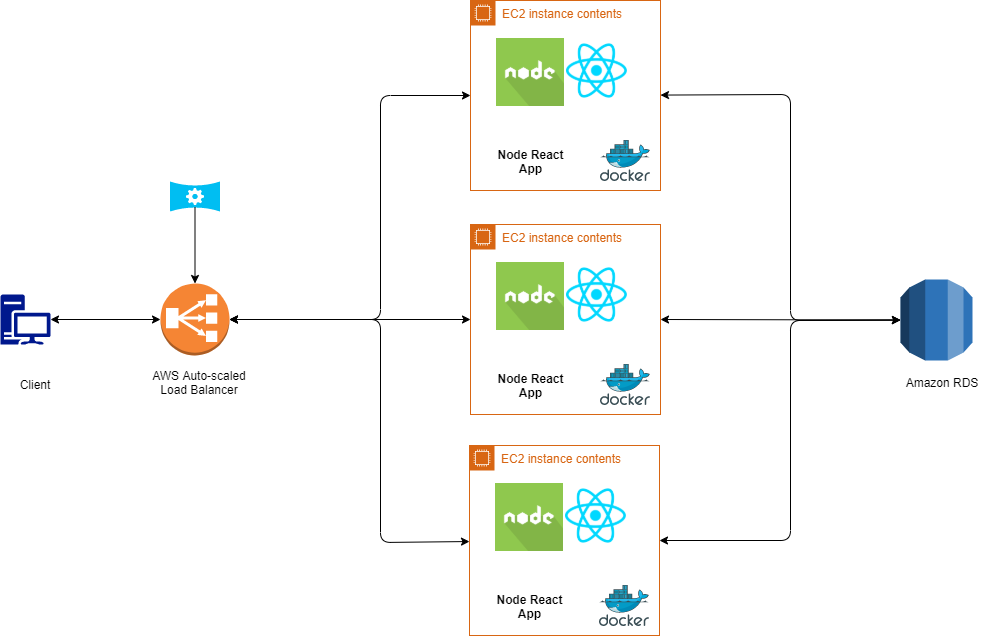 EC2 instance contents
node
Node React
App
docker
EC2 instance contents
node
Node React
App
docker
Client
AWS Auto-scaled
Load Balancer
Amazon RDS
EC2 instance contents
node
Node React
App
docker